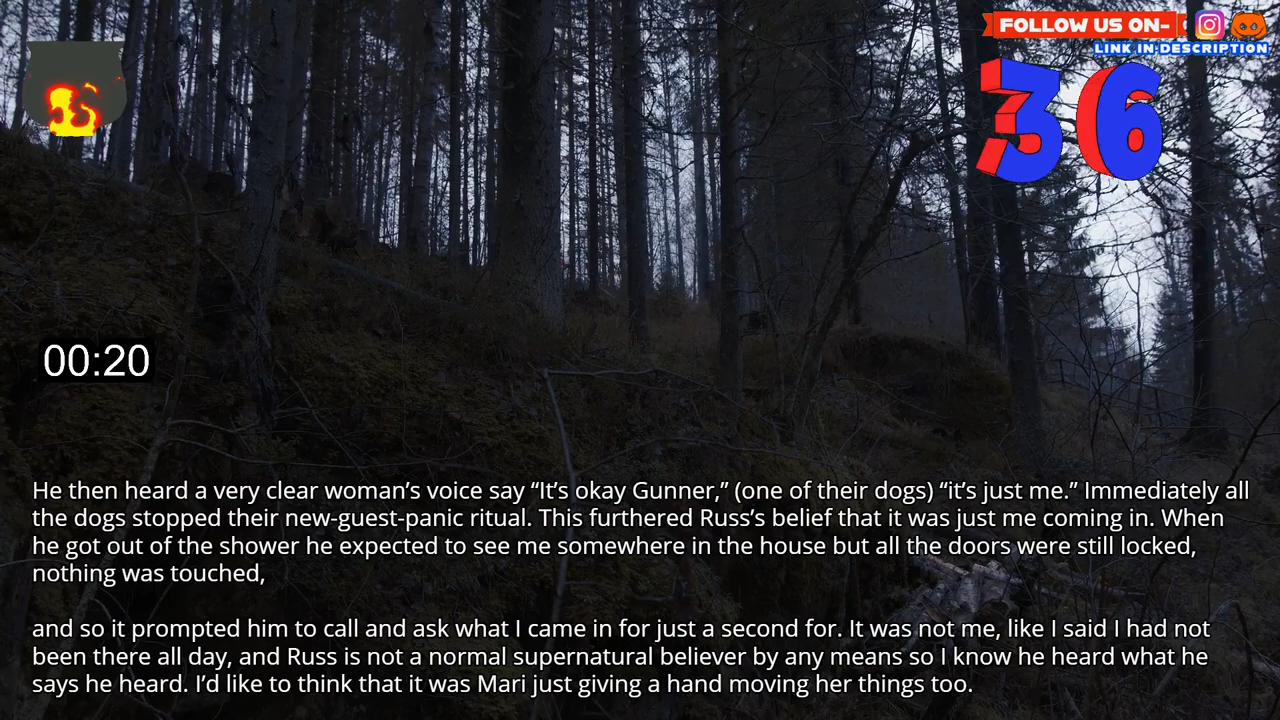 FOLLOW US ON-
LINK IN DESCRIPTION
36
00:20
He then heard a very clear woman’s voice say “It’s okay Gunner,” (one of their dogs) “it’s just me.” Immediately all
the dogs stopped their new-guest-panic ritual. This furthered Russ’s belief that it was just me coming in. When
he got out of the shower he expected to see me somewhere in the house but all the doors were still locked,
nothing was touched,
and so it prompted him to call and ask what I came in for just a second for. It was not me, like I said I had not
been there all day, and Russ is not a normal supernatural believer by any means so I know he heard what he
says he heard. I’d like to think that it was Mari just giving a hand moving her things too.